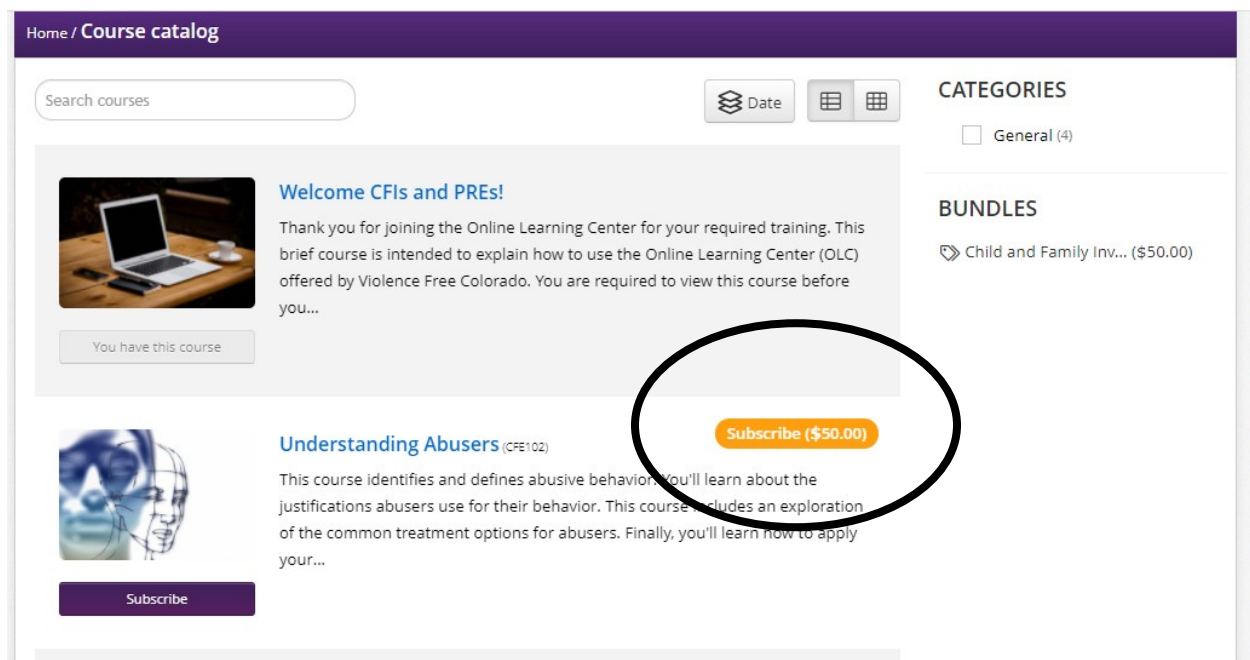 Home / Course catalog
Search courses
Date
Welcome CFIs and PREs!
Thank you for joining the Online Learning Center for your required training. This
brief course is intended to explain how to use the Online Learning Center (OLC)
offered by Violence Free Colorado. You are required to view this course before
you...
You have this course
Understanding Abusers (CFE102)
Subscribe ($50.00)
This course identifies and defines abusive behavior. You'll learn about the
justifications abusers use for their behavior. This course includes an exploration
of the common treatment options for abusers. Finally, you'll learn how to apply
your...
Subscribe
CATEGORIES
General (4)
BUNDLES
Child and Family Inv... ($50.00)